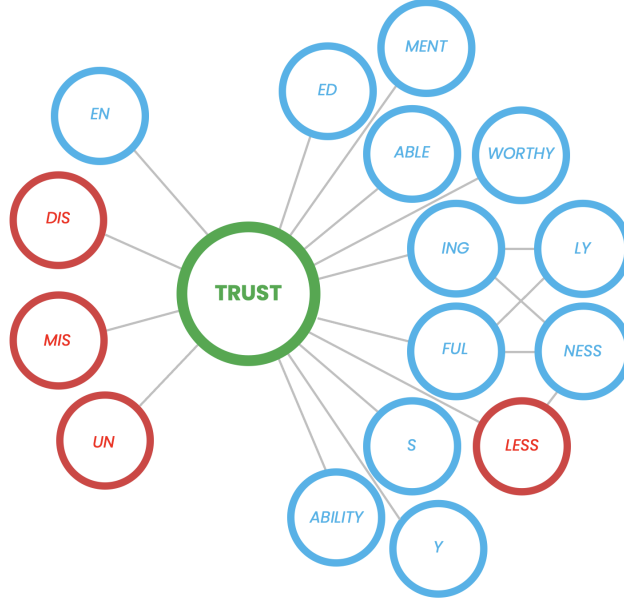 MENT
ED
EN
ABLE
WORTHY
DIS
ING
LY
TRUST
MIS
FUL
NESS
UN
S
LESS
ABILITY
Y